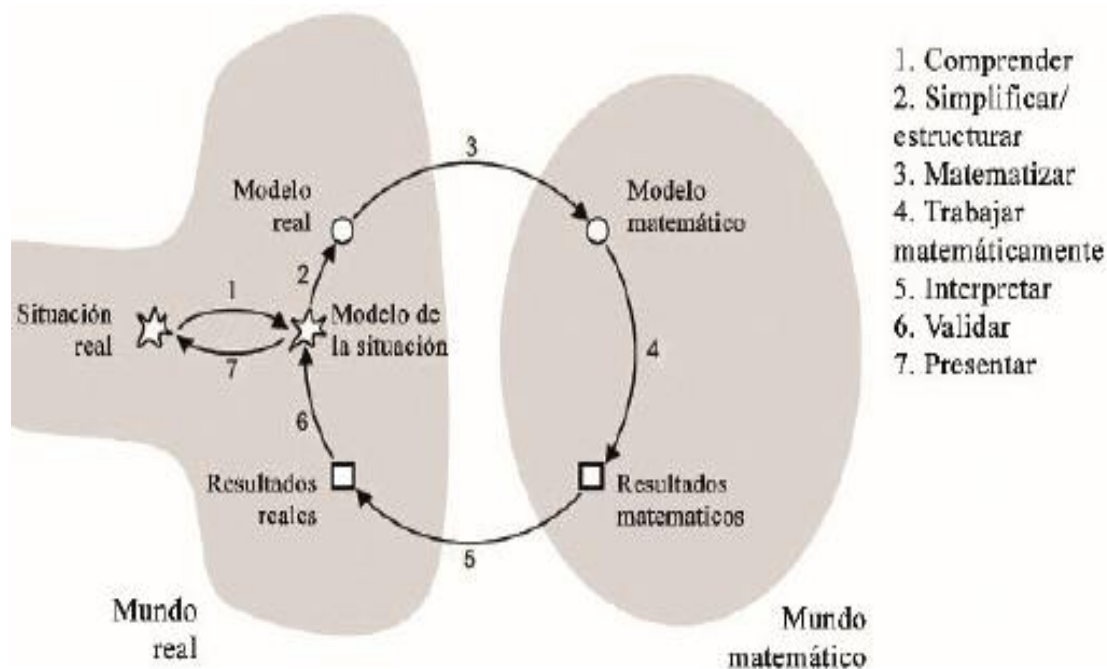 1. Comprender
2. Simplificar/
estructurar
3. Matematizar
4. Trabajar
matemáticamente
5. Interpretar
6. Validar
7. Presentar
3
Modelo
real
Modelo
matemático
2
1
Situación
real
Modelo de
la situación
7
4
6
Resultados
reales
Resultados
matematicos
5
Mundo
real
Mundo
matemático